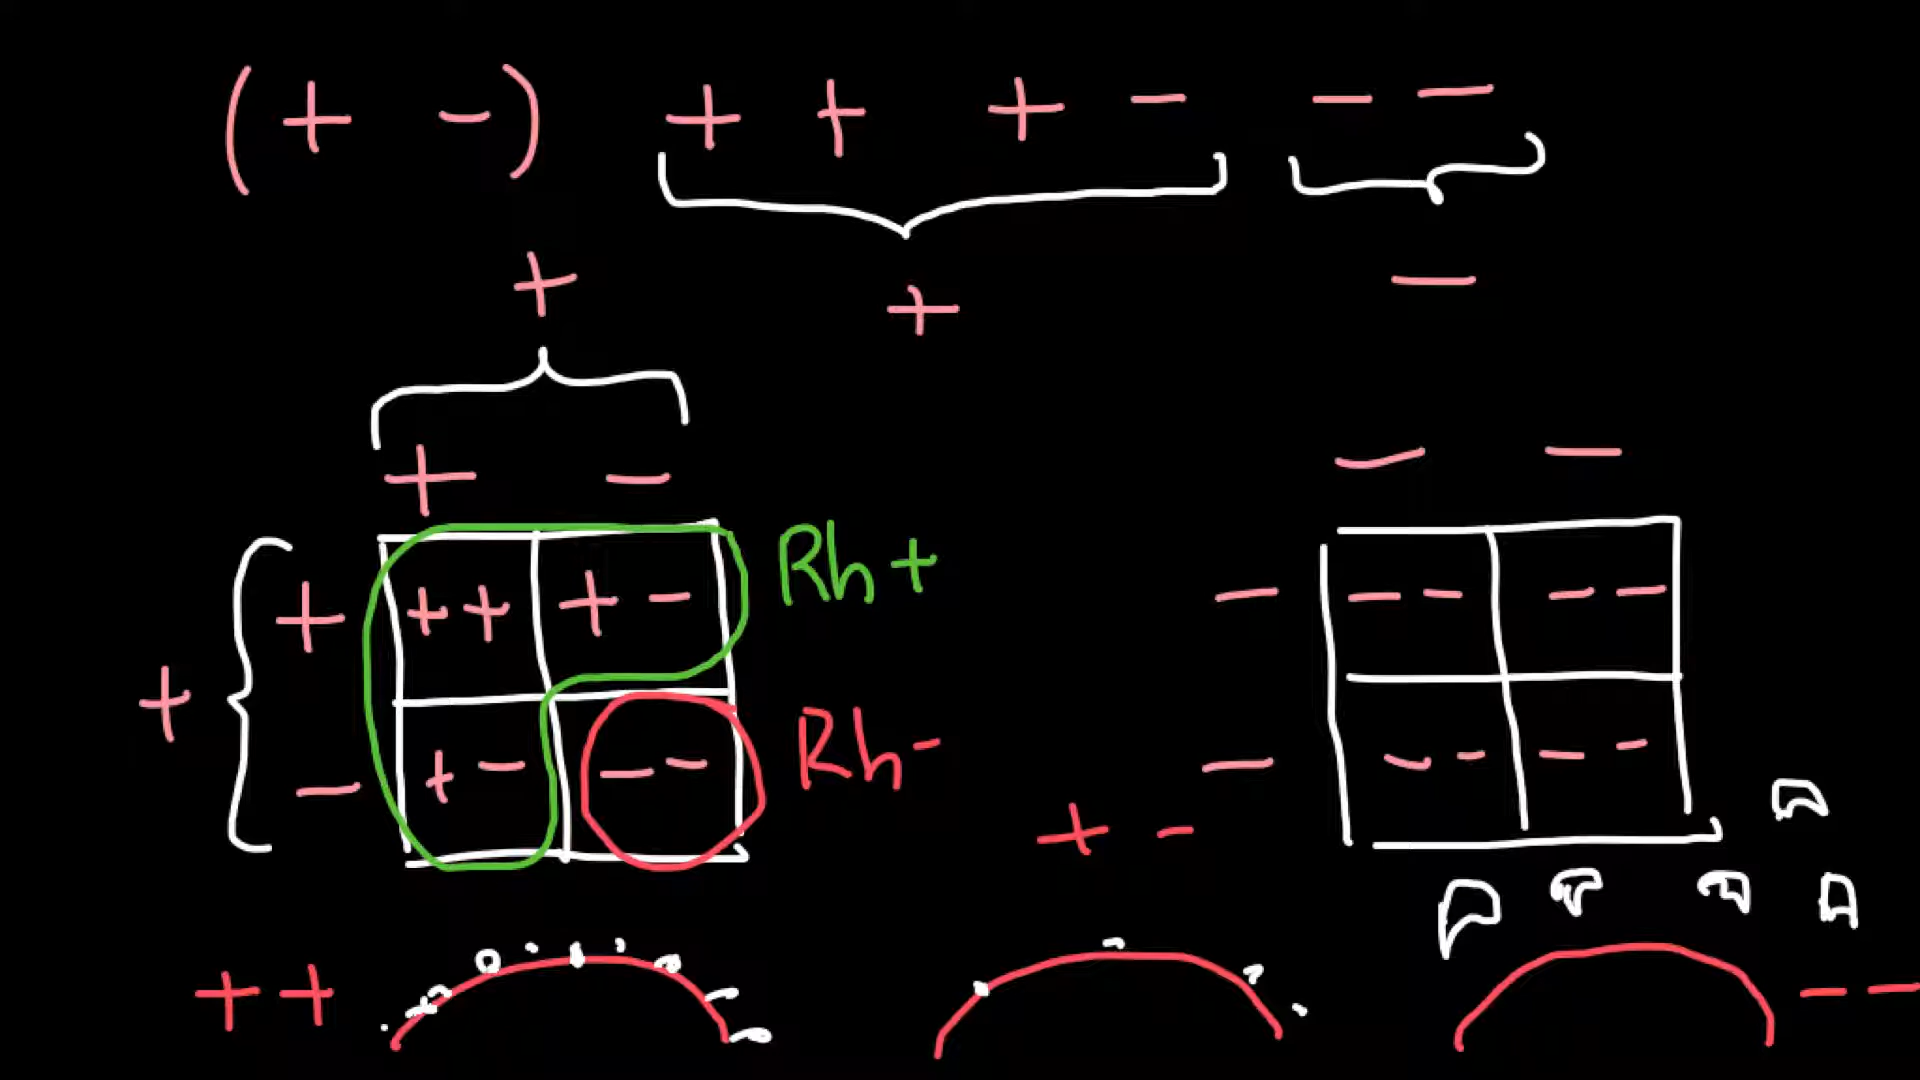 ( + - ) + + + - - -
+ + -
+ - - -
+ + + + - Rh+ - - - - -
+
- + - - - Rh- - - - - -
+ -
+ + - -